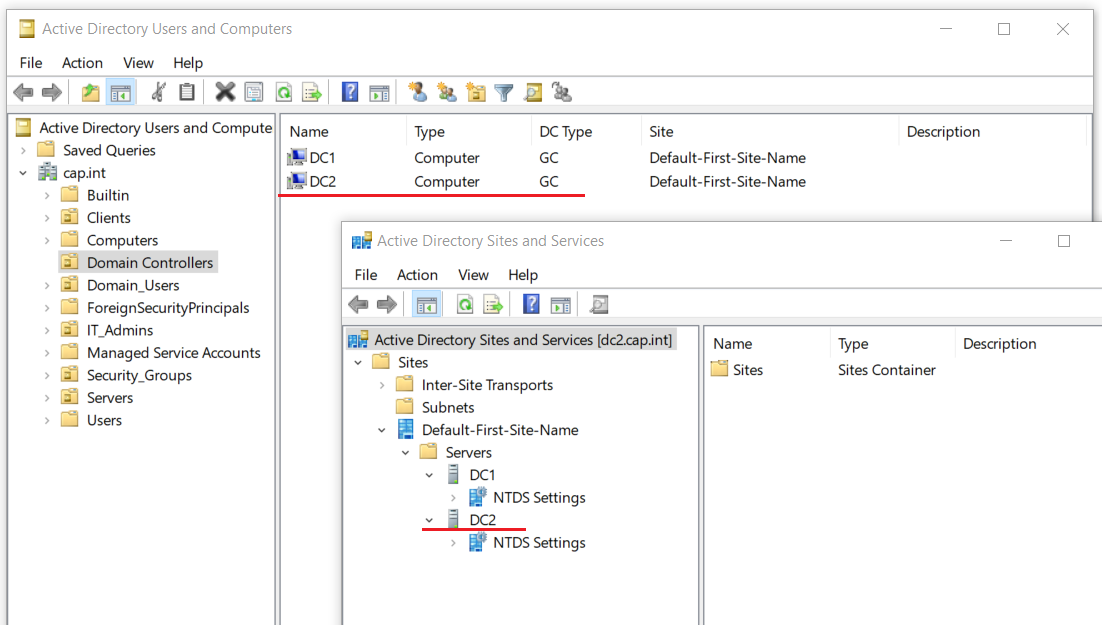 Active Directory Users and Computers
File Action View Help
Active Directory Users and Compute
Saved Queries
cap.int
Builtin
Clients
Computers
Domain Controllers
Domain_Users
ForeignSecurityPrincipals
IT_Admins
Managed Service Accounts
Security_Groups
Servers
Users
Name Type DC Type Site Description
DC1 Computer GC Default-First-Site-Name
DC2 Computer GC Default-First-Site-Name
Active Directory Sites and Services
File Action View Help
Active Directory Sites and Services [dc2.cap.int]
Sites
Inter-Site Transports
Subnets
Default-First-Site-Name
Servers
DC1
NTDS Settings
DC2
NTDS Settings
Name Type Description
Sites Sites Container